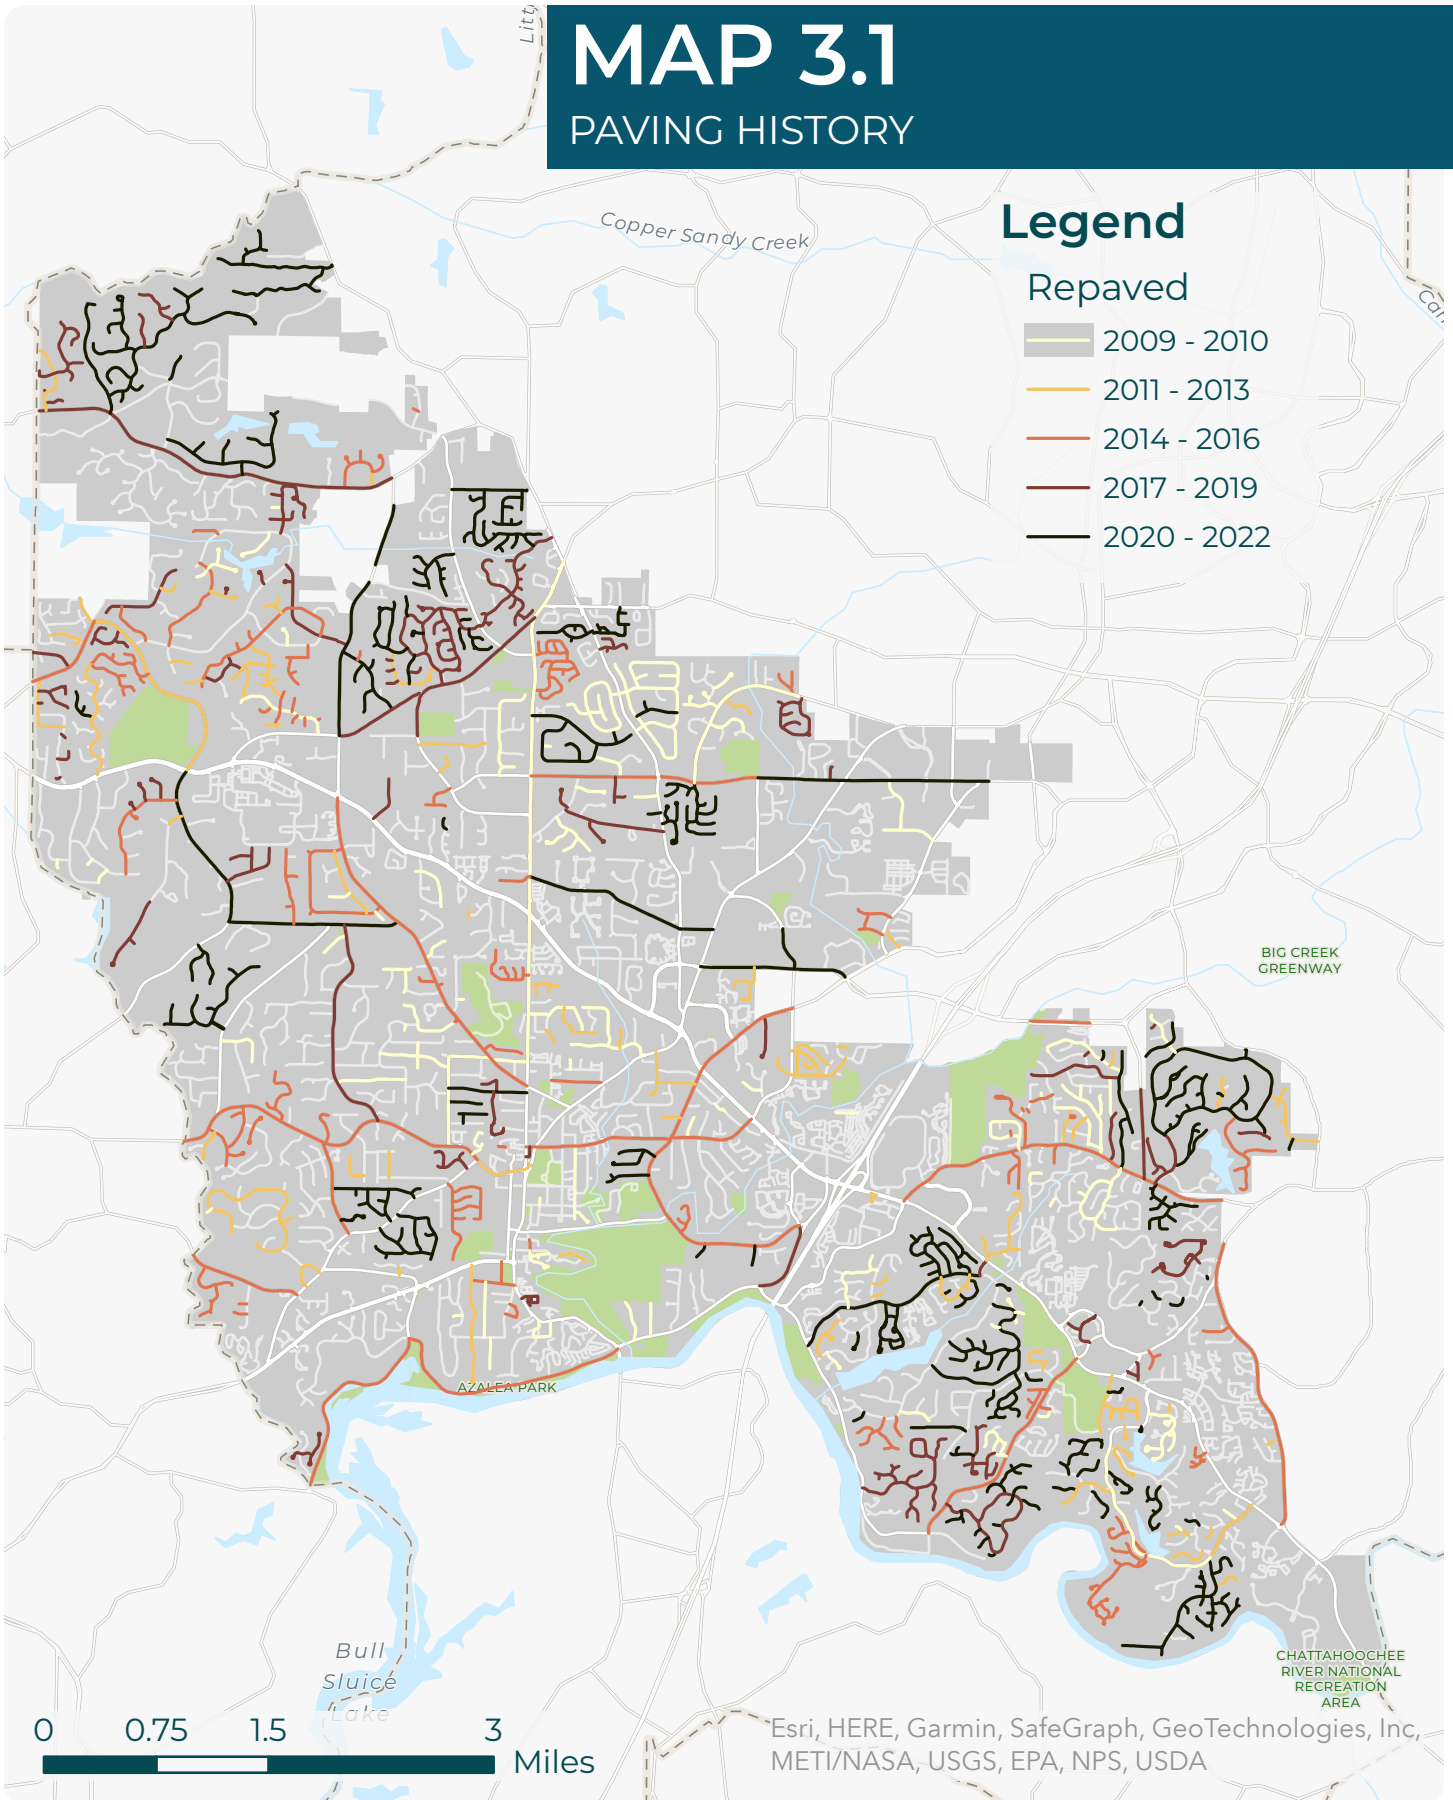 MAP 3.1
PAVING HISTORY
Copper Sandy Creek
Legend
Repaved
2009 - 2010
2011 - 2013
2014 - 2016
2017 - 2019
2020 - 2022
BIG CREEK
GREENWAY
AZALEA PARK
Bull
Sluice
Lake
CHATTAHOOCHEE
RIVER NATIONAL
RECREATION
AREA
0 0.75 1.5 3
Miles
Esri, HERE, Garmin, SafeGraph, GeoTechnologies, Inc,
METI/NASA, USGS, EPA, NPS, USDA